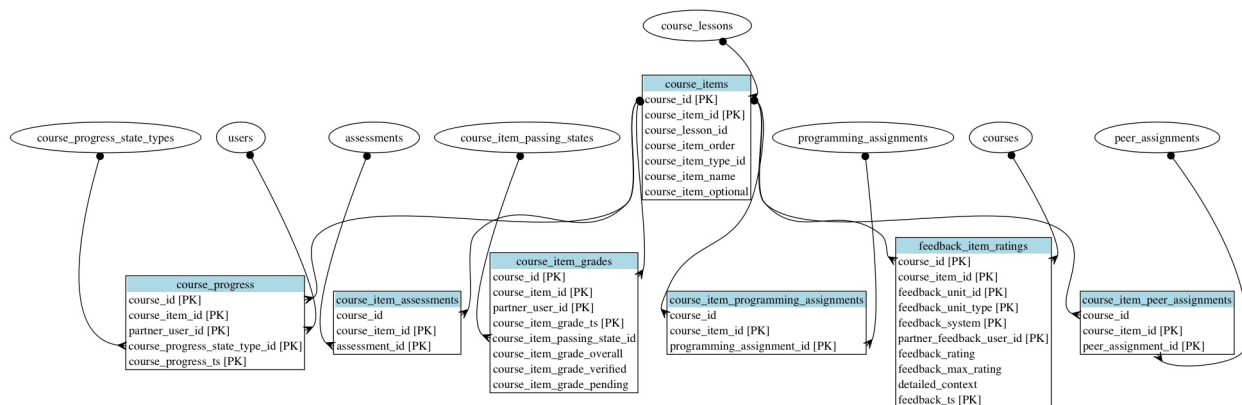 course_lessons
course_items
course_id [PK]
course_item_id [PK]
course_lesson_id
course_item_order
course_item_type_id
course_item_name
course_item_optional
course_progress_state_types
users
assessments
course_item_passing_states
programming_assignments
courses
peer_assignments
course_progress
course_id [PK]
course_item_id [PK]
partner_user_id [PK]
course_progress_state_type_id [PK]
course_progress_ts [PK]
course_item_assessments
course_id
course_item_id [PK]
assessment_id [PK]
course_item_grades
course_id [PK]
course_item_id [PK]
partner_user_id [PK]
course_item_grade_ts [PK]
course_item_passing_state_id
course_item_grade_overall
course_item_grade_verified
course_item_grade_pending
course_item_programming_assignments
course_id
course_item_id [PK]
programming_assignment_id [PK]
feedback_item_ratings
course_id [PK]
course_item_id [PK]
feedback_unit_id [PK]
feedback_unit_type [PK]
feedback_system [PK]
partner_feedback_user_id [PK]
feedback_rating
feedback_max_rating
detailed_context
feedback_ts [PK]
course_item_peer_assignments
course_id
course_item_id [PK]
peer_assignment_id [PK]